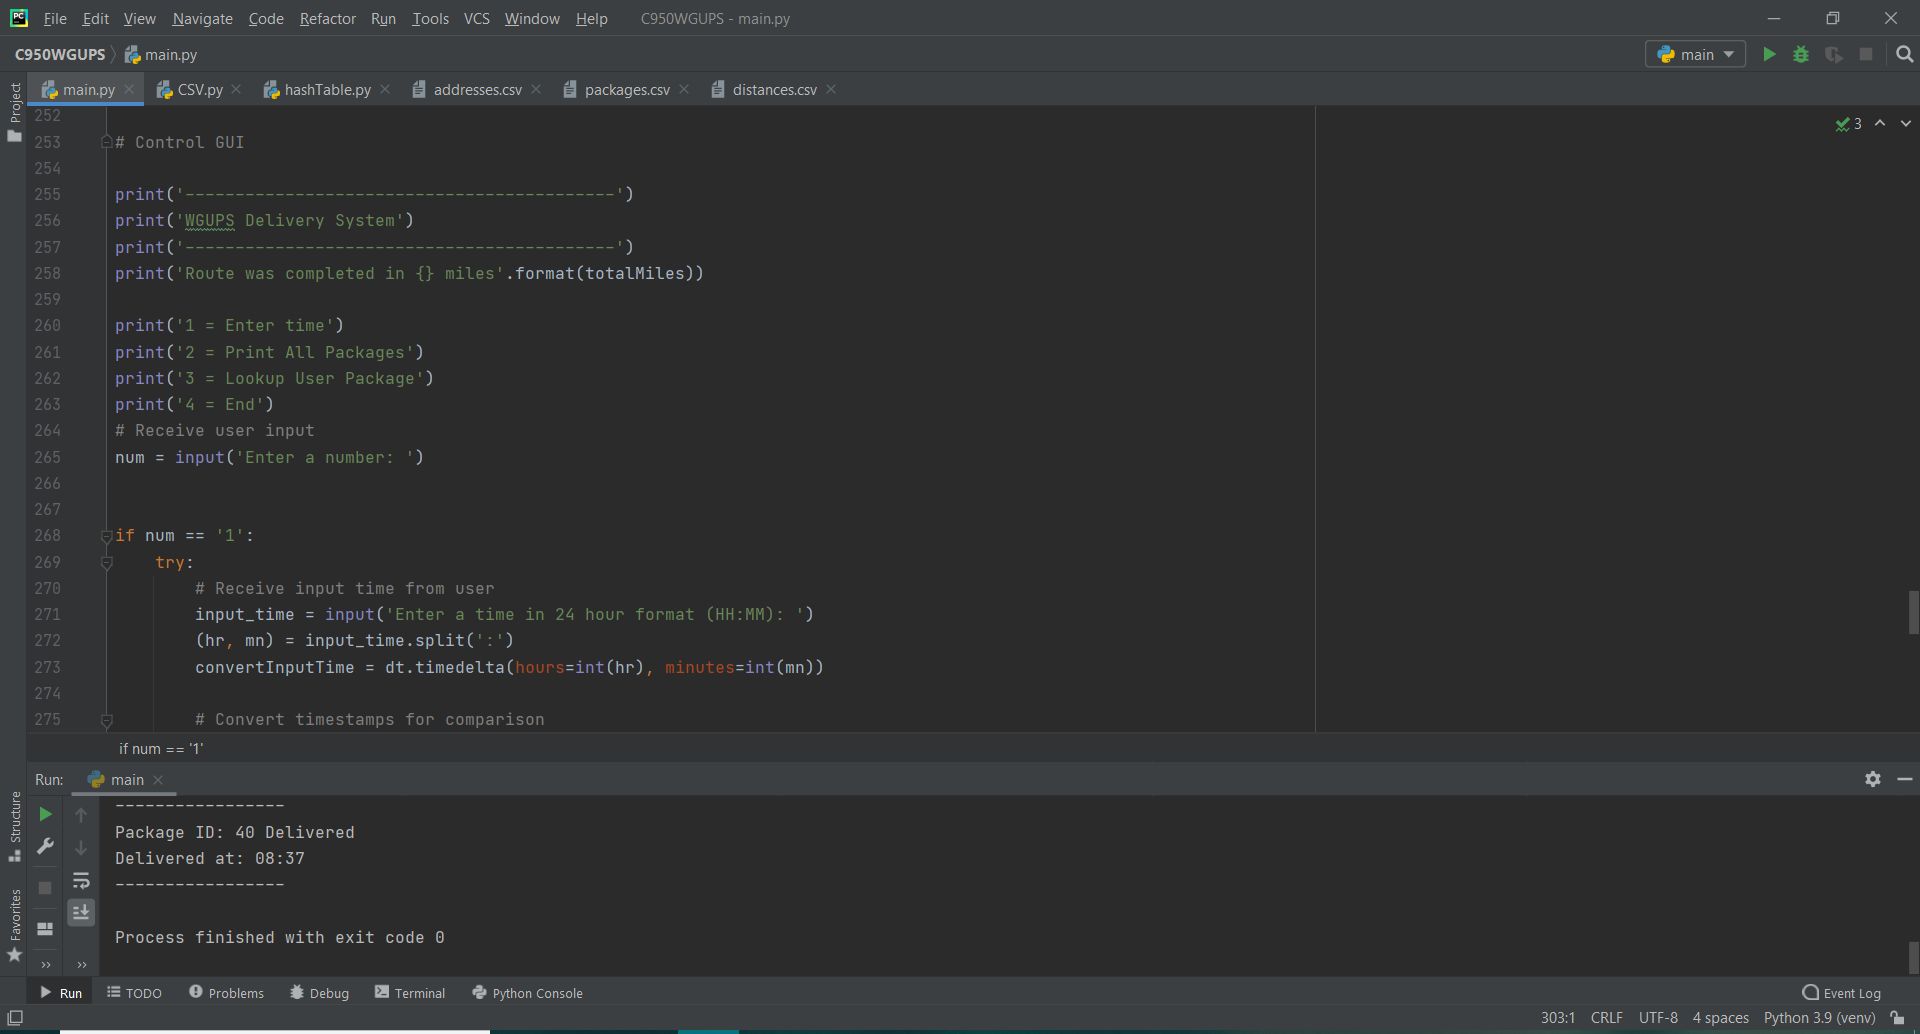 PC File Edit View Navigate Code Refactor Run Tools VCS Window Help C950WGUPS - main.py
C950WGUPS main.py main
main.py CSV.py hashTable.py addresses.csv packages.csv distances.csv
Project
3
252
253 # Control GUI
254
255 print('-------------------------------------------')
256 print('WGUPS Delivery System')
257 print('-------------------------------------------')
258 print('Route was completed in {} miles'.format(totalMiles))
259
260 print('1 = Enter time')
261 print('2 = Print All Packages')
262 print('3 = Lookup User Package')
263 print('4 = End')
264 # Receive user input
265 num = input('Enter a number: ')
266
267
268 if num == '1':
269 try:
270 # Receive input time from user
271 input_time = input('Enter a time in 24 hour format (HH:MM): ')
272 (hr, mn) = input_time.split(':')
273 convertInputTime = dt.timedelta(hours=int(hr), minutes=int(mn))
274
275 # Convert timestamps for comparison
if num == '1'
Run: main
Structure
Favorites
-----------------
Package ID: 40 Delivered
Delivered at: 08:37
-----------------
Process finished with exit code 0
Run TODO Problems Debug Terminal Python Console Event Log
303:1 CRLF UTF-8 4 spaces Python 3.9 (venv)